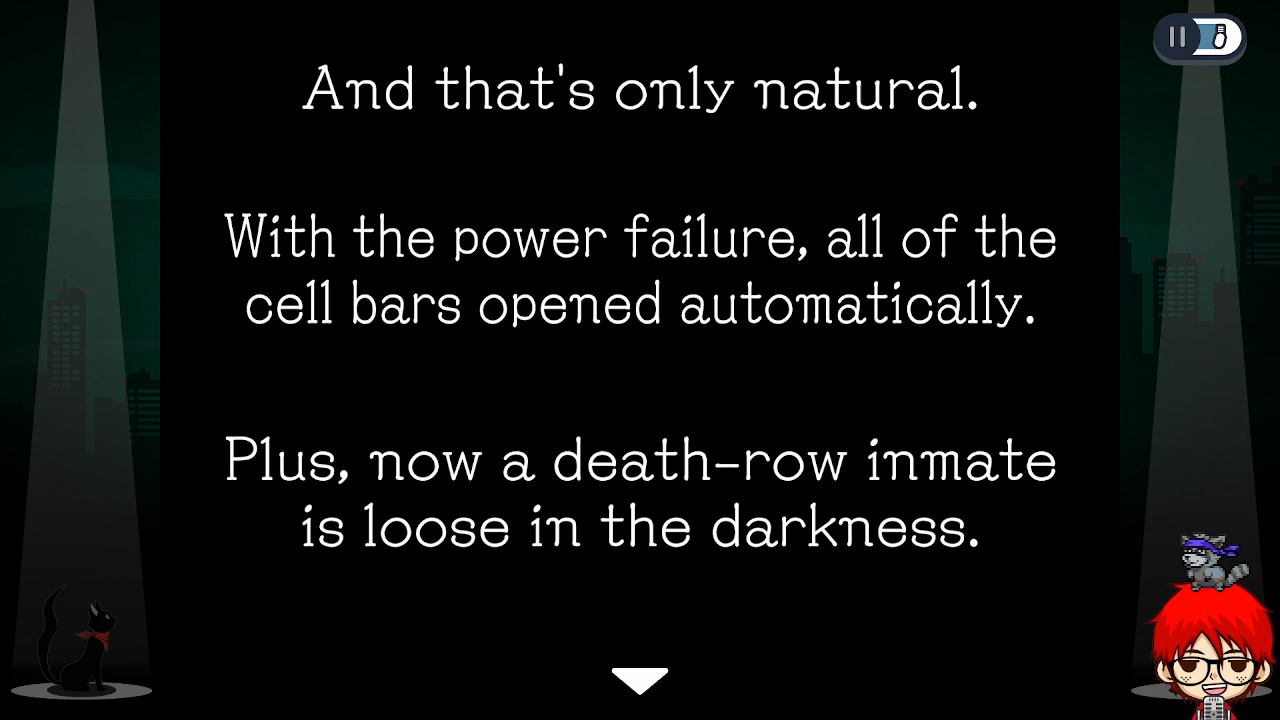 And that's only natural.
With the power failure, all of the
cell bars opened automatically.
Plus, now a death-row inmate
is loose in the darkness.